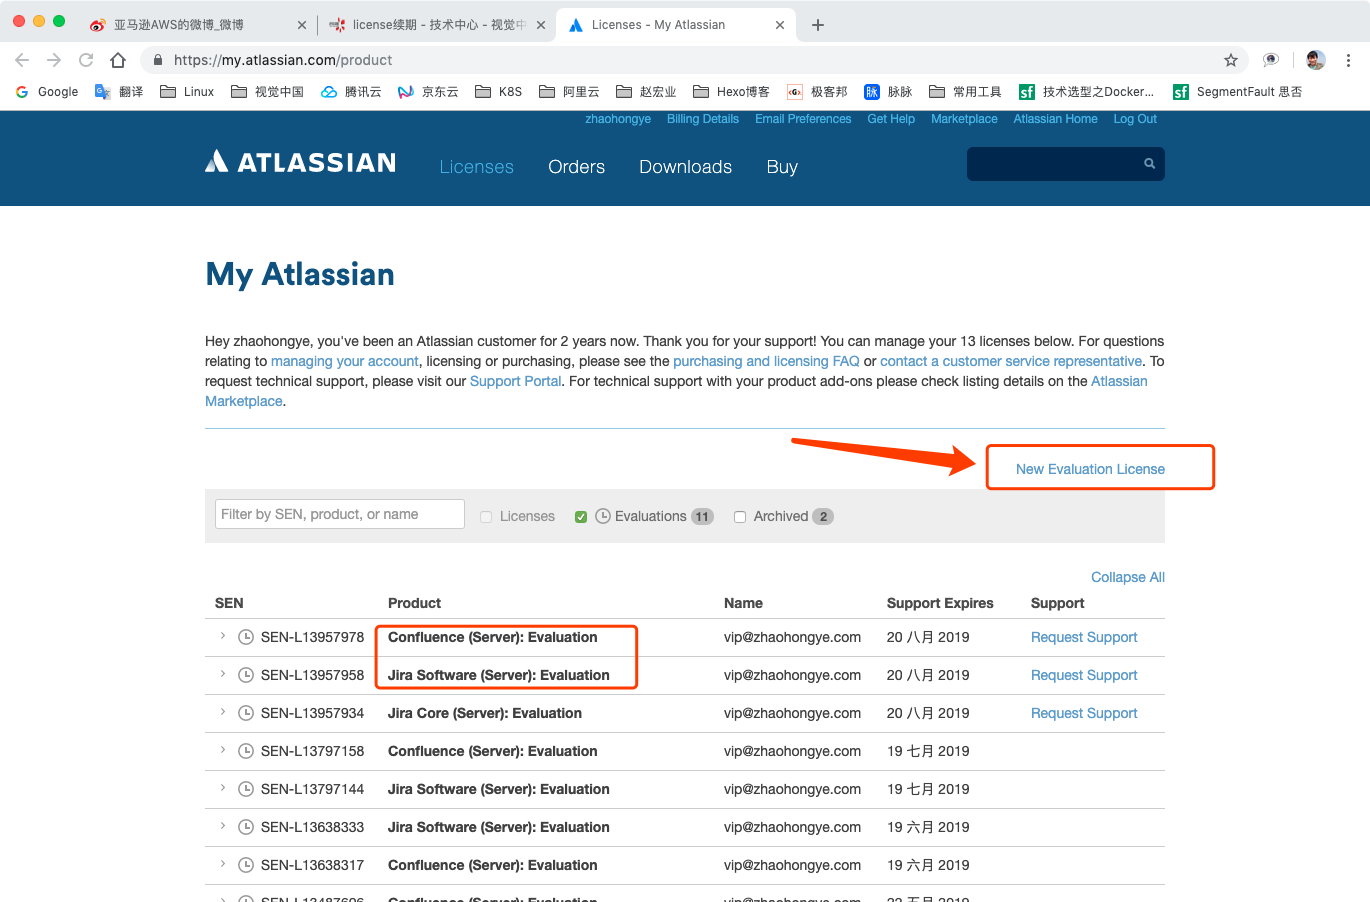 亚马逊AWS的微博_微博
license续期 - 技术中心 - 视觉中
Licenses - My Atlassian
https://my.atlassian.com/product
Google 翻译 Linux 视觉中国 腾讯云 京东云 K8S 阿里云 赵宏业 Hexo博客 极客邦 脉脉 常用工具 技术选型之Docker... SegmentFault 思否
zhaohongye Billing Details Email Preferences Get Help Marketplace Atlassian Home Log Out
ATLASSIAN Licenses Orders Downloads Buy
My Atlassian
Hey zhaohongye, you've been an Atlassian customer for 2 years now. Thank you for your support! You can manage your 13 licenses below. For questions
relating to managing your account, licensing or purchasing, please see the purchasing and licensing FAQ or contact a customer service representative. To
request technical support, please visit our Support Portal. For technical support with your product add-ons please check listing details on the Atlassian
Marketplace.
New Evaluation License
Filter by SEN, product, or name Licenses Evaluations 11 Archived 2
Collapse All
SEN Product Name Support Expires Support
SEN-L13957978 Confluence (Server): Evaluation vip@zhaohongye.com 20 八月 2019 Request Support
SEN-L13957958 Jira Software (Server): Evaluation vip@zhaohongye.com 20 八月 2019 Request Support
SEN-L13957934 Jira Core (Server): Evaluation vip@zhaohongye.com 20 八月 2019 Request Support
SEN-L13797158 Confluence (Server): Evaluation vip@zhaohongye.com 19 七月 2019
SEN-L13797144 Jira Software (Server): Evaluation vip@zhaohongye.com 19 七月 2019
SEN-L13638333 Jira Software (Server): Evaluation vip@zhaohongye.com 19 六月 2019
SEN-L13638317 Confluence (Server): Evaluation vip@zhaohongye.com 19 六月 2019
Confluence (Server): Evaluation vip@zhaohongye.com